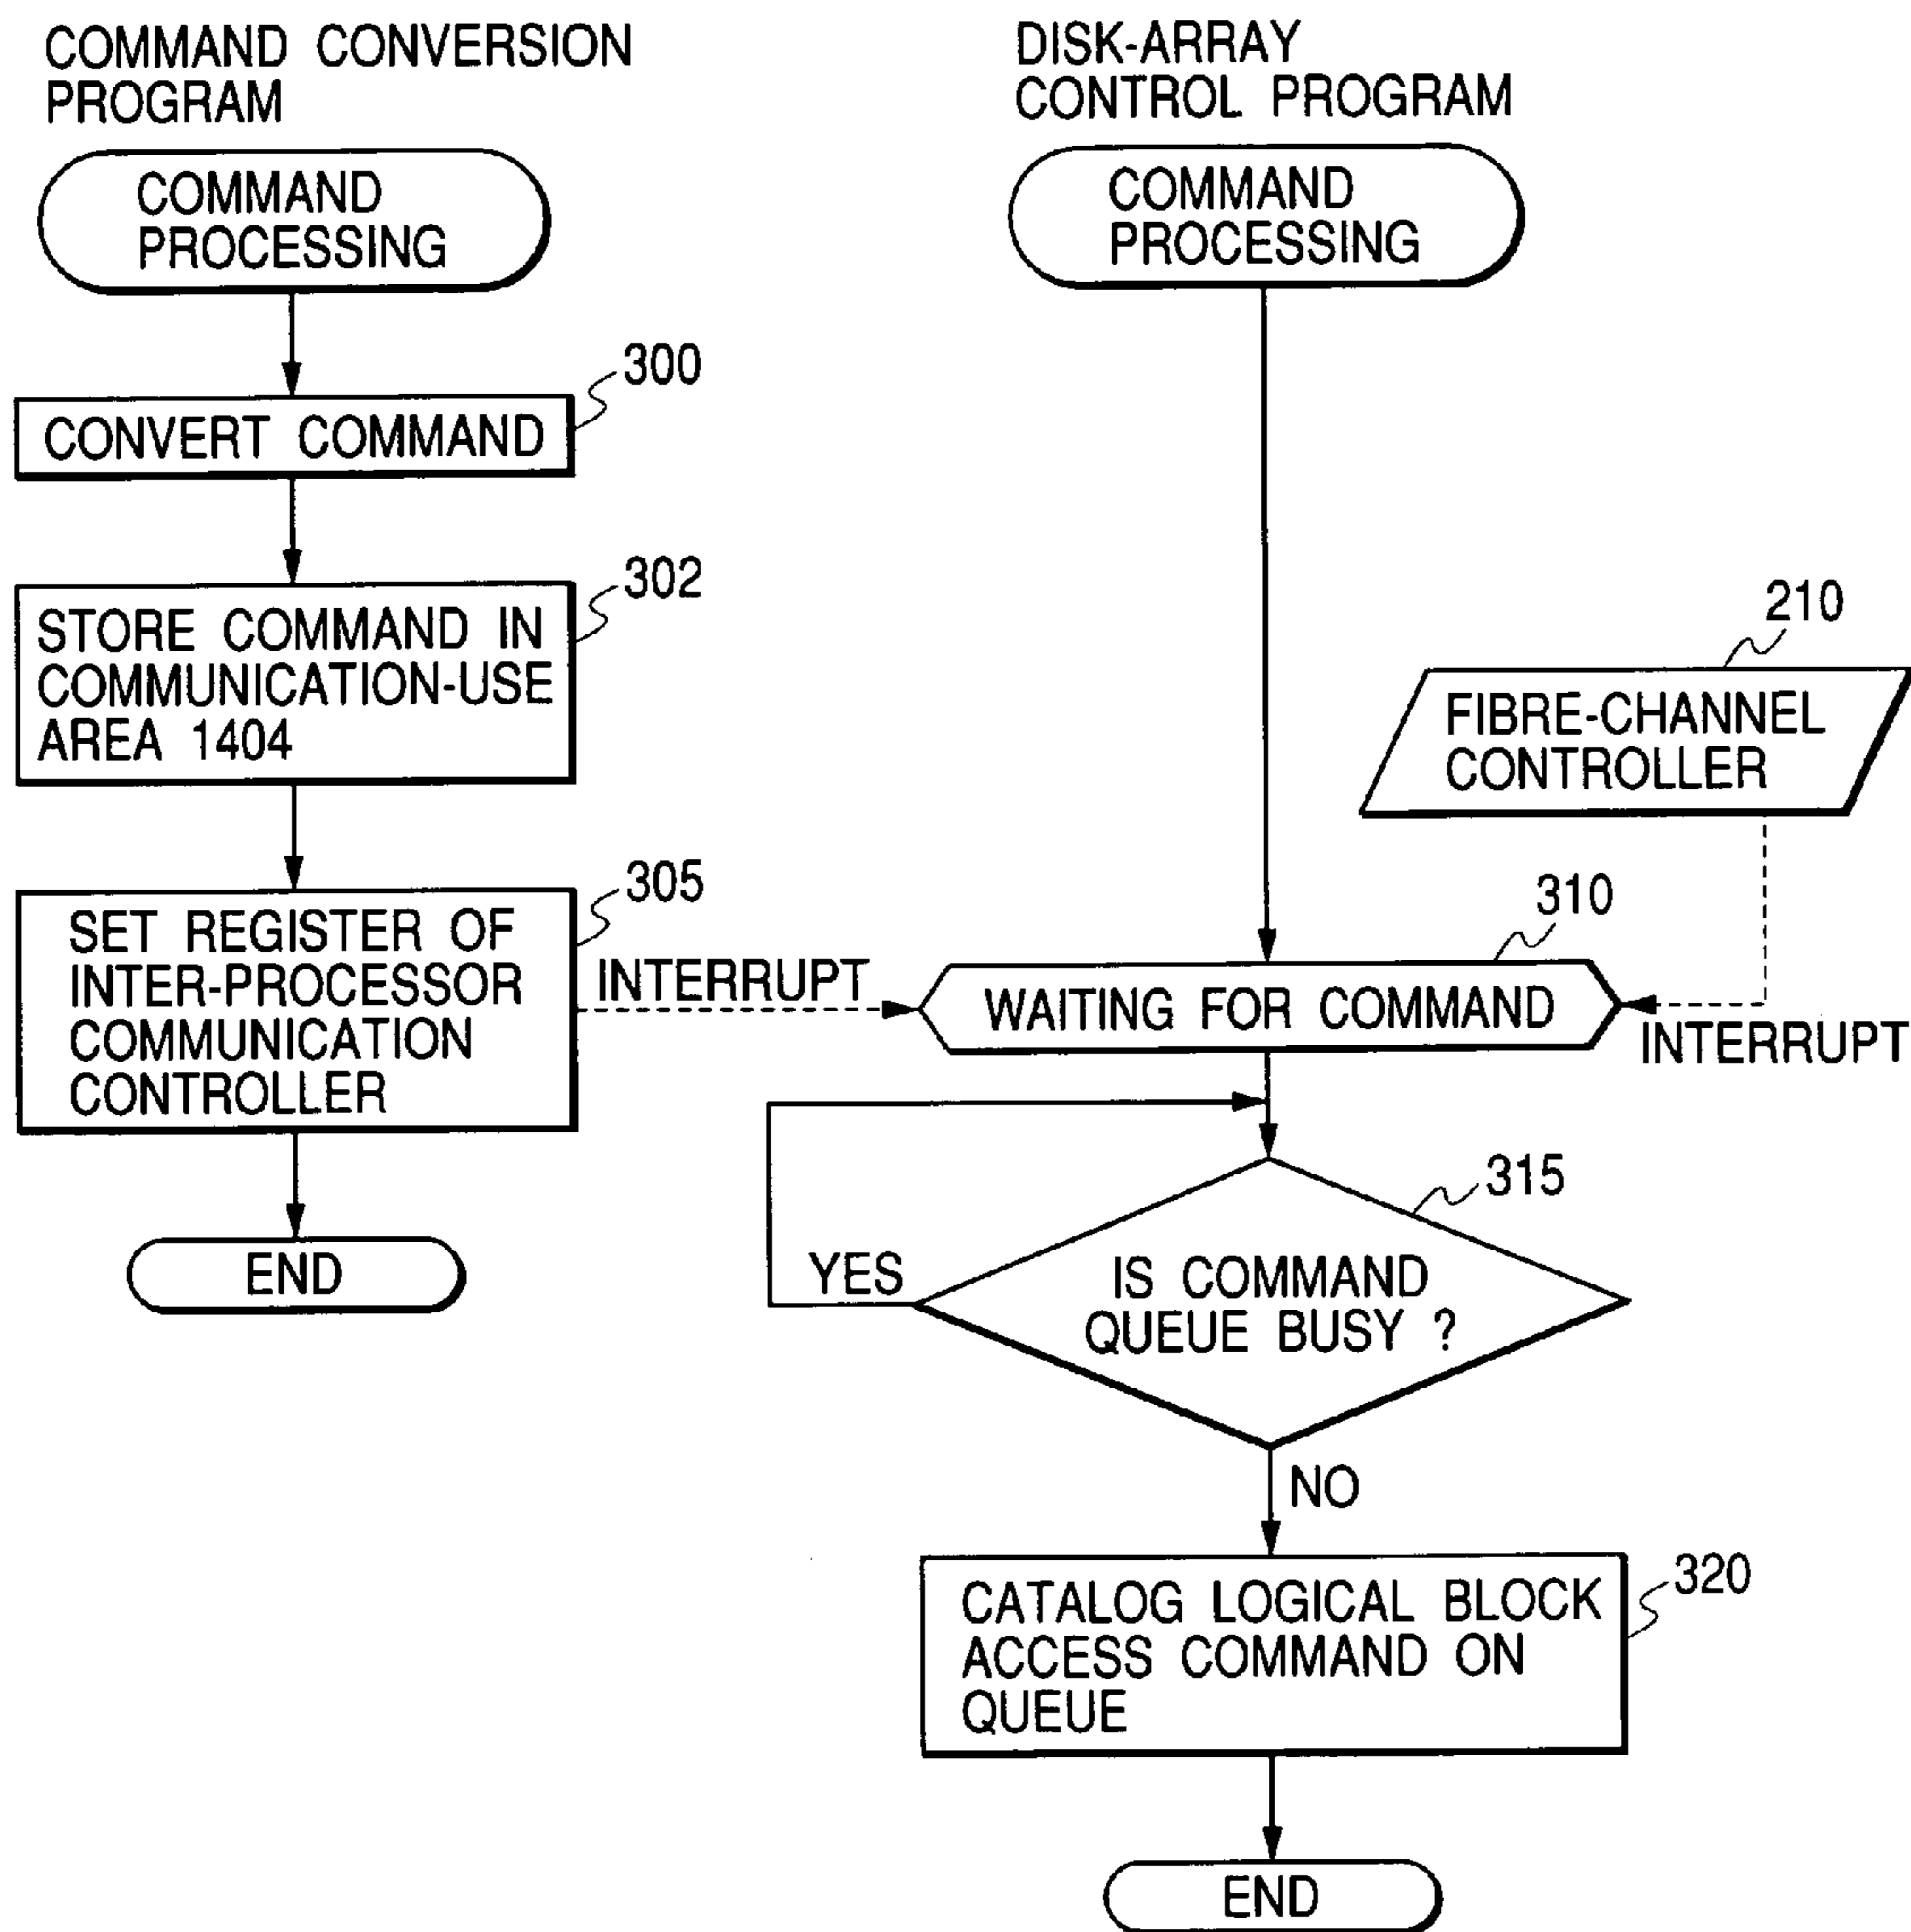 COMMAND CONVERSION
PROGRAM
COMMAND
PROCESSING
300
CONVERT COMMAND
302
STORE COMMAND IN
COMMUNICATION-USE
AREA 1404
305
SET REGISTER OF
INTER-PROCESSOR
COMMUNICATION
CONTROLLER
INTERRUPT
END
DISK-ARRAY
CONTROL PROGRAM
COMMAND
PROCESSING
210
FIBRE-CHANNEL
CONTROLLER
310
WAITING FOR COMMAND
INTERRUPT
315
YES
IS COMMAND
QUEUE BUSY ?
NO
320
CATALOG LOGICAL BLOCK
ACCESS COMMAND ON
QUEUE
END